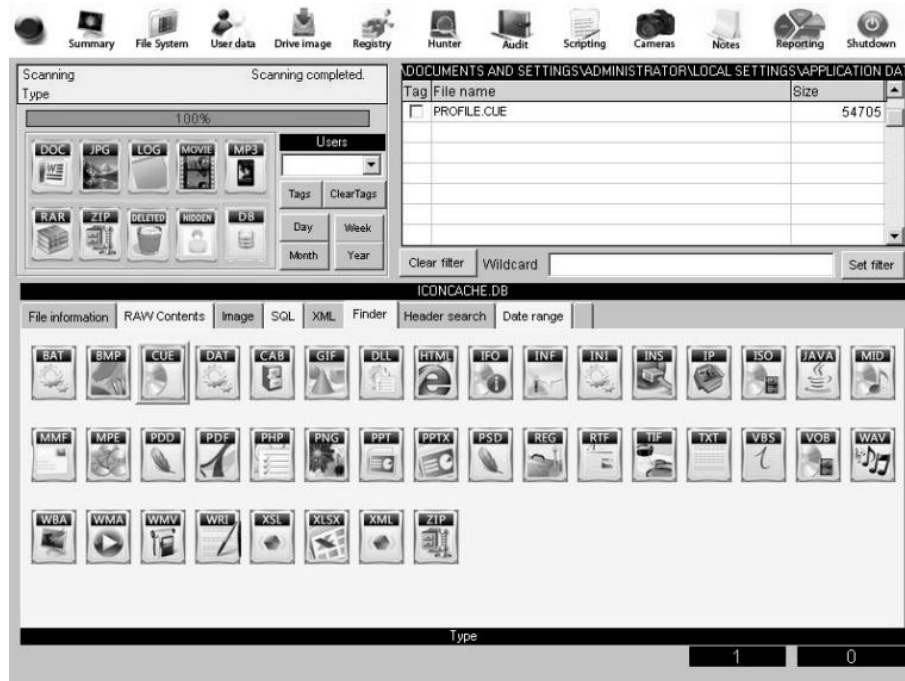 Summary File System User data Drive image Registry Hunter Audit Scripting Cameras Notes Reporting Shutdown
Scanning Scanning completed.
Type
100%
DOC JPG LOG MOVIE MP3
RAR ZIP DELETED HIDDEN DB
Users
Tags ClearTags
Day Week
Month Year
\DOCUMENTS AND SETTINGS\ADMINISTRATOR\LOCAL SETTINGS\APPLICATION DA
Tag File name Size
PROFILE.CUE 54705
Clear filter Wildcard Set filter
ICONCACHE.DB
File information RAW Contents Image SQL XML Finder Header search Date range
BAT BMP CUE DAT CAB GIF DLL HTML IFO INF INI INS IP ISO JAVA MID
MMF MPE PDD PDF PHP PNG PPT PPTX PSD REG RTF TIF TXT VBS VOB WAV
WBA WMA WMV WRI XSL XLSX XML ZIP
Type
1 0